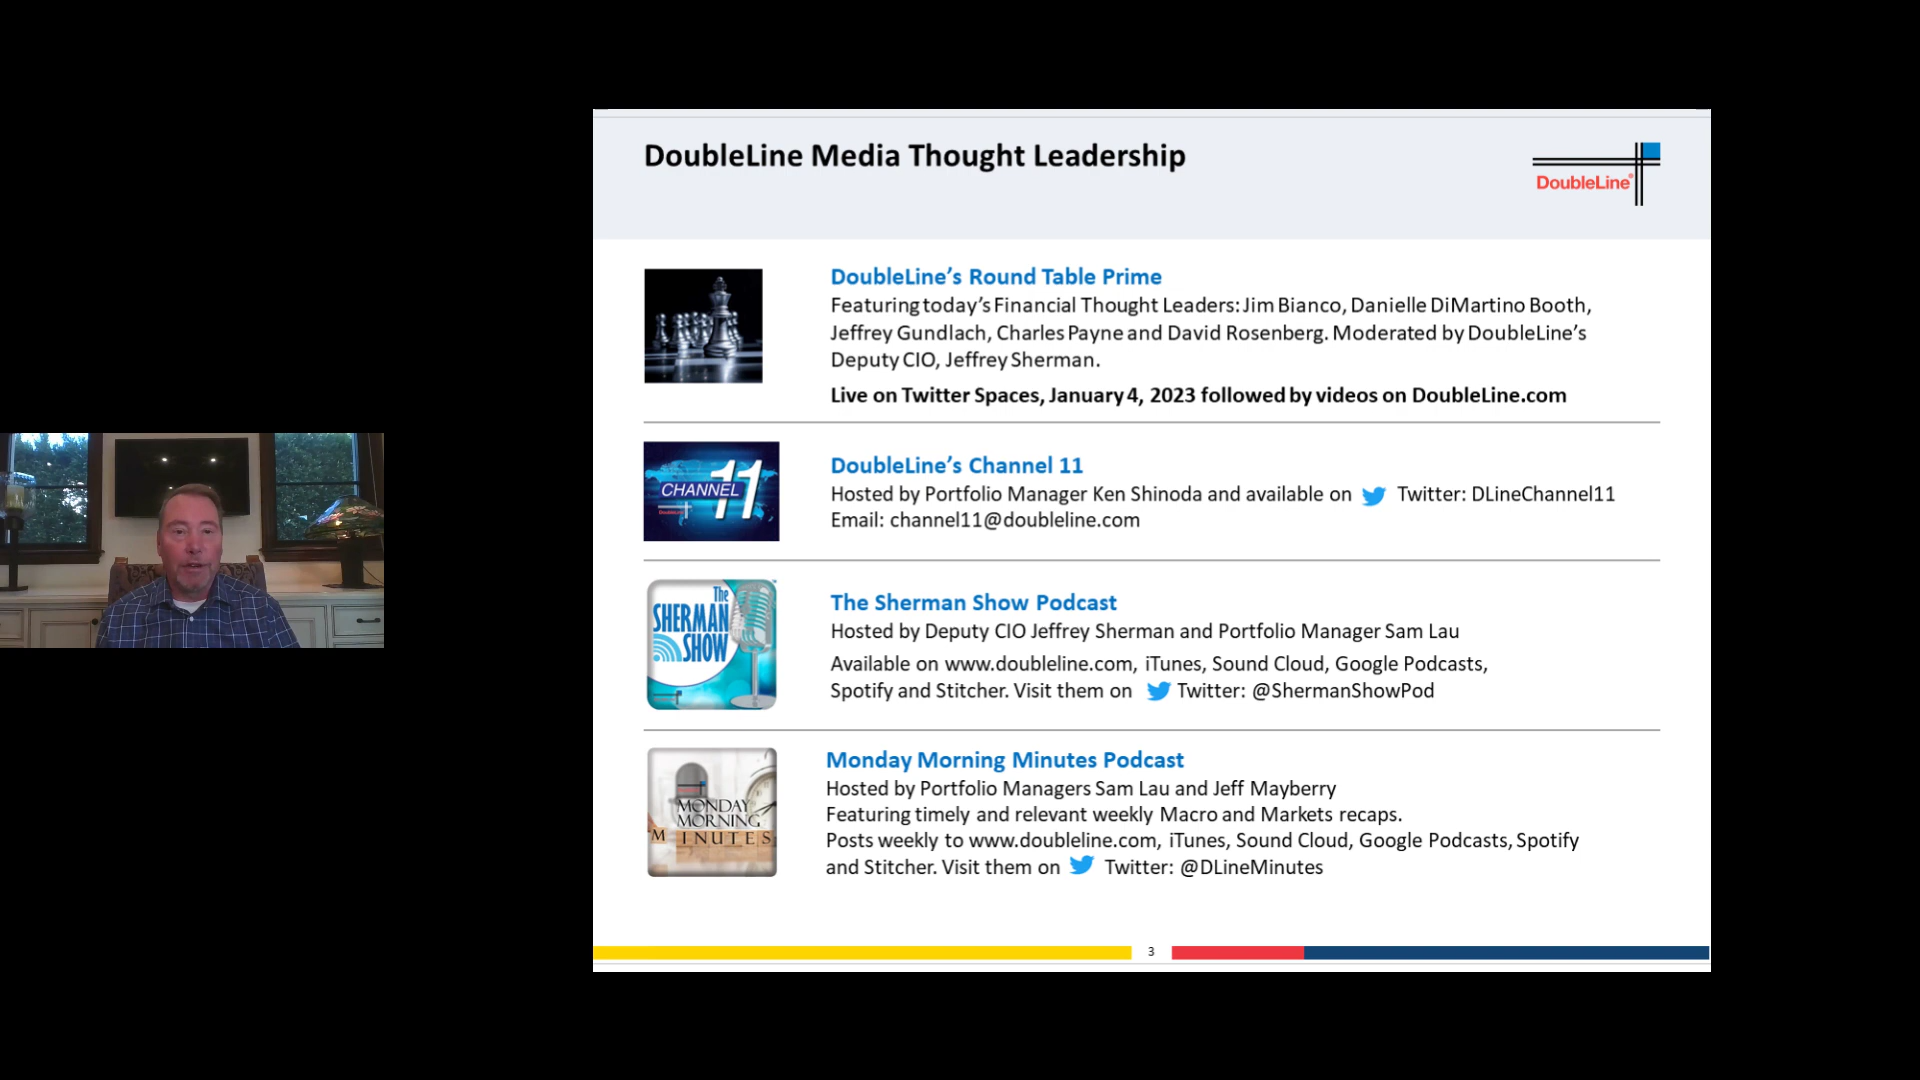 DoubleLine Media Thought Leadership
DoubleLine®
DoubleLine’s Round Table Prime
Featuring today’s Financial Thought Leaders: Jim Bianco, Danielle DiMartino Booth,
Jeffrey Gundlach, Charles Payne and David Rosenberg. Moderated by DoubleLine’s
Deputy CIO, Jeffrey Sherman.
Live on Twitter Spaces, January 4, 2023 followed by videos on DoubleLine.com
CHANNEL 11
DoubleLine’s Channel 11
Hosted by Portfolio Manager Ken Shinoda and available on Twitter: DLineChannel11
Email: channel11@doubleline.com
The
SHERMAN
SHOW
The Sherman Show Podcast
Hosted by Deputy CIO Jeffrey Sherman and Portfolio Manager Sam Lau
Available on www.doubleline.com, iTunes, Sound Cloud, Google Podcasts,
Spotify and Stitcher. Visit them on Twitter: @ShermanShowPod
MONDAY
MORNING
MINUTES
Monday Morning Minutes Podcast
Hosted by Portfolio Managers Sam Lau and Jeff Mayberry
Featuring timely and relevant weekly Macro and Markets recaps.
Posts weekly to www.doubleline.com, iTunes, Sound Cloud, Google Podcasts, Spotify
and Stitcher. Visit them on Twitter: @DLineMinutes
3